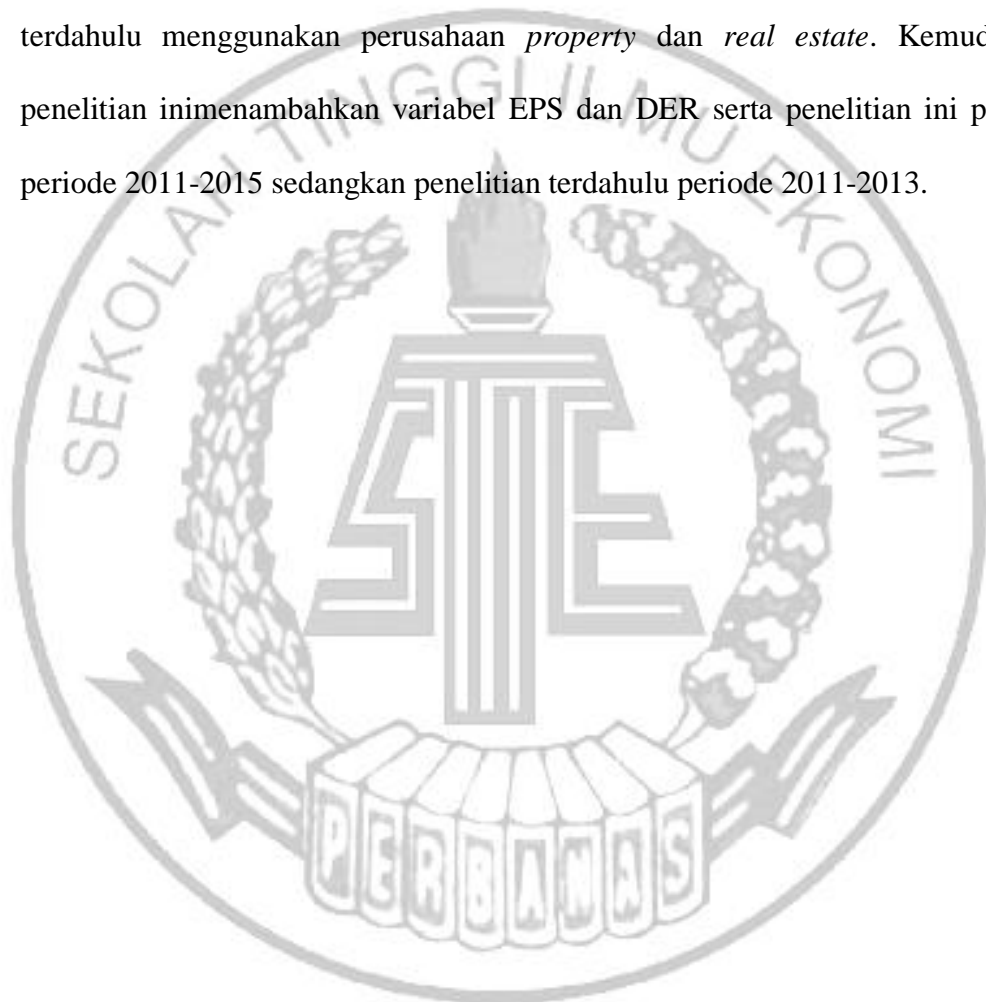 terdahulu menggunakan perusahaan property dan real estate. Kemud
penelitian inimenambahkan variabel EPS dan DER serta penelitian ini p
periode 2011-2015 sedangkan penelitian terdahulu periode 2011-2013.
SEKOLAH TINGGI ILMU EKONOMI
STIE
PERBANAS